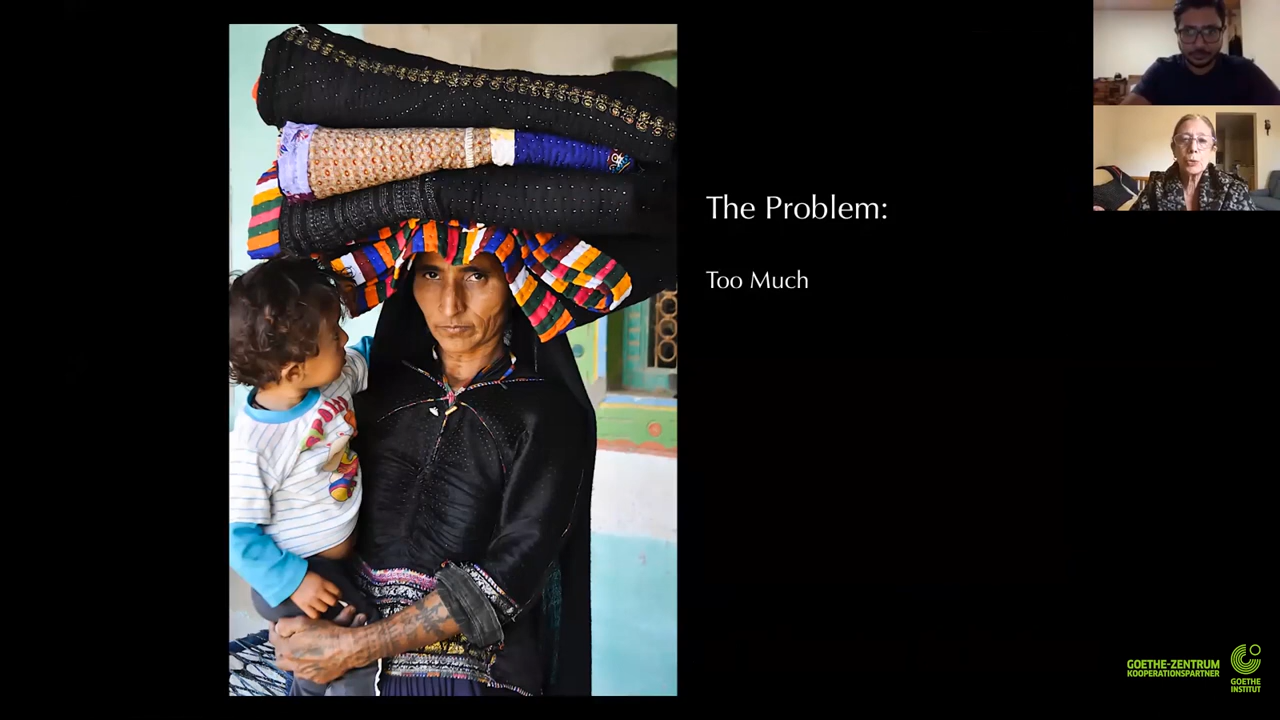 The Problem:
Too Much
GOETHE-ZENTRUM
KOOPERATIONSPARTNER
GOETHE
INSTITUT